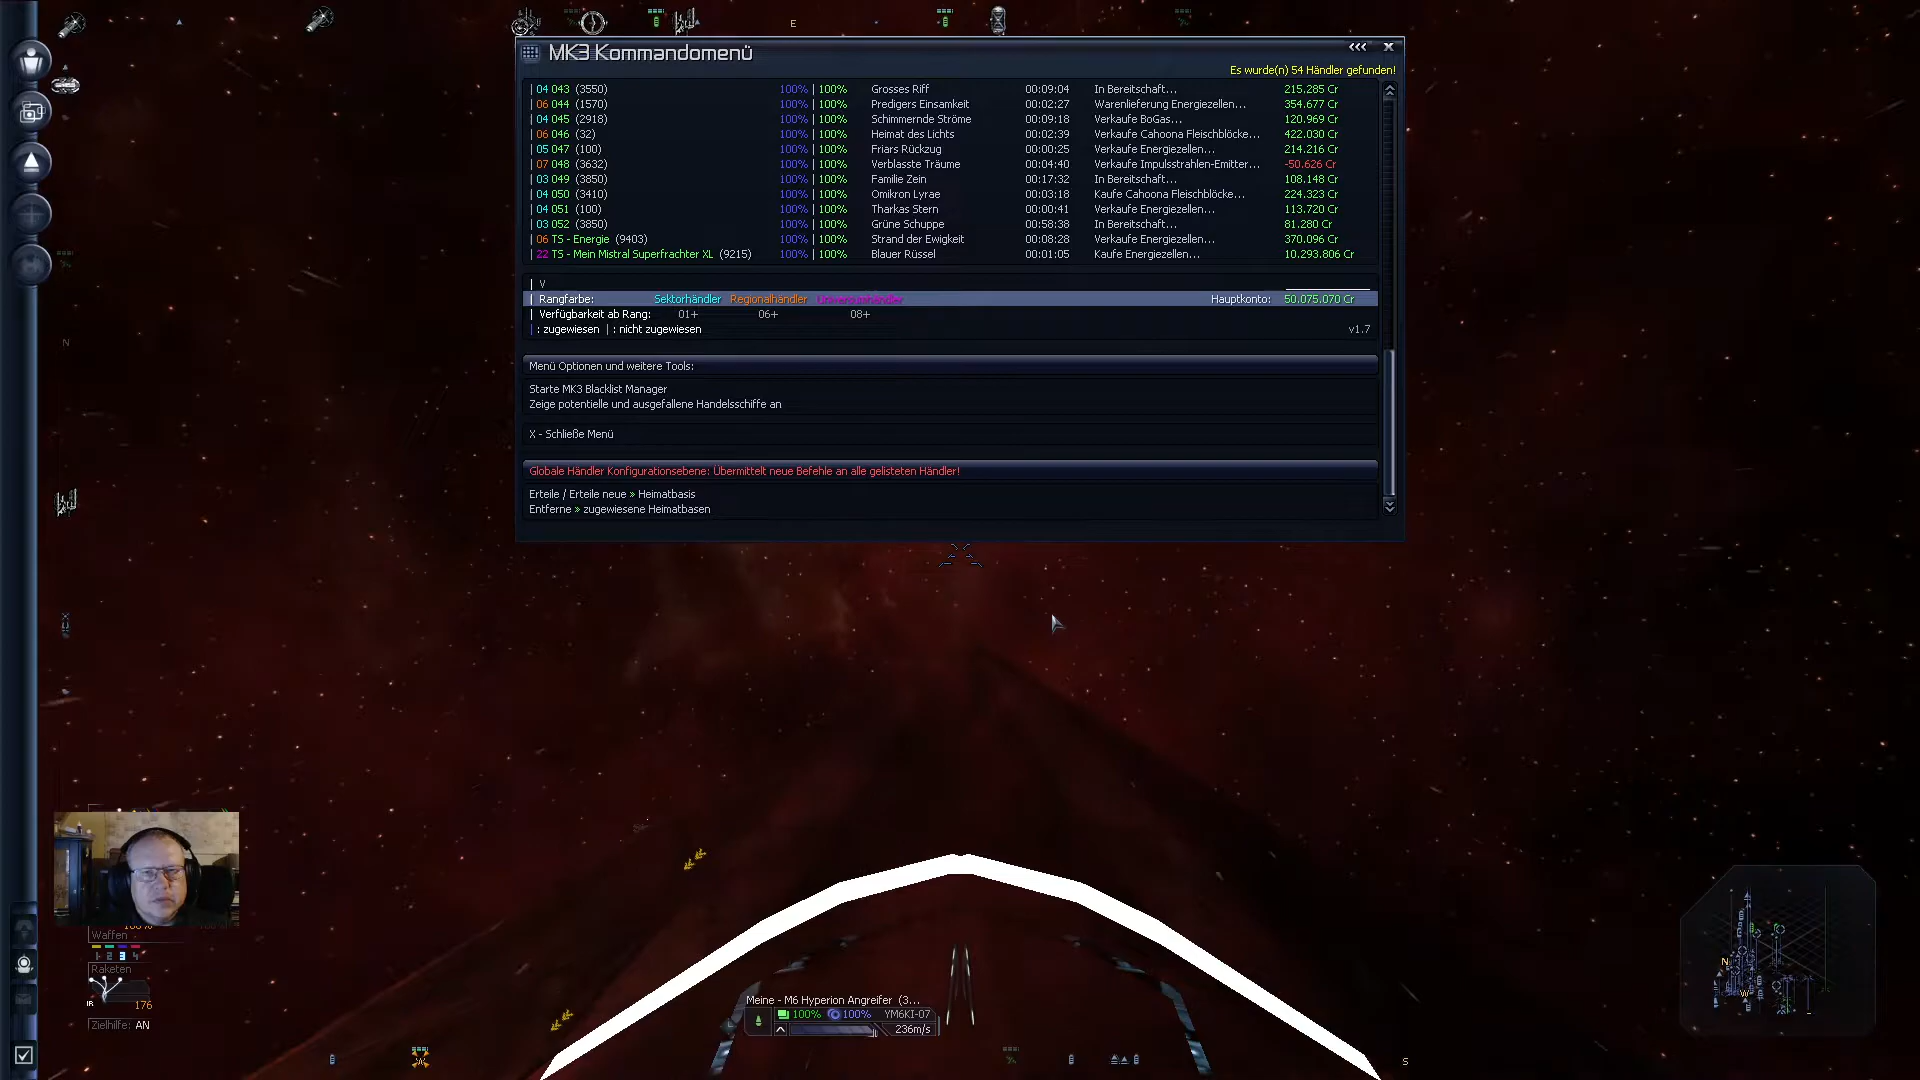 E
MK3 Kommandomenü
Es wurde(n) 54 Händler gefunden!
| 04 043 (3550) 100% | 100% Grosses Riff 00:09:04 In Bereitschaft... 215.285 Cr
| 06 044 (1570) 100% | 100% Predigers Einsamkeit 00:02:27 Warenlieferung Energiezellen... 354.677 Cr
| 04 045 (2918) 100% | 100% Schimmernde Ströme 00:09:18 Verkaufe BoGas... 120.969 Cr
| 06 046 (32) 100% | 100% Heimat des Lichts 00:02:39 Verkaufe Cahoona Fleischblöcke... 422.030 Cr
| 05 047 (100) 100% | 100% Friars Rückzug 00:00:25 Verkaufe Energiezellen... 214.216 Cr
| 07 048 (3632) 100% | 100% Verblasste Träume 00:04:40 Verkaufe Impulsstrahlen-Emitter... -50.626 Cr
| 03 049 (3850) 100% | 100% Familie Zein 00:17:32 In Bereitschaft... 108.148 Cr
| 04 050 (3410) 100% | 100% Omikron Lyrae 00:03:18 Kaufe Cahoona Fleischblöcke... 224.323 Cr
| 04 051 (100) 100% | 100% Tharkas Stern 00:00:41 Verkaufe Energiezellen... 113.720 Cr
| 03 052 (3850) 100% | 100% Grüne Schuppe 00:58:38 In Bereitschaft... 81.280 Cr
| 06 TS - Energie (9403) 100% | 100% Strand der Ewigkeit 00:08:28 Verkaufe Energiezellen... 370.096 Cr
| 22 TS - Mein Mistral Superfrachter XL (9215) 100% | 100% Blauer Rüssel 00:01:05 Kaufe Energiezellen... 10.293.806 Cr
| V
| Rangfarbe: Sektorhändler Regionalhändler Universumhändler Hauptkonto: 50.075.070 Cr
| Verfügbarkeit ab Rang: 01+ 06+ 08+
| : zugewiesen | : nicht zugewiesen v1.7
N
Menü Optionen und weitere Tools:
Starte MK3 Blacklist Manager
Zeige potentielle und ausgefallene Handelsschiffe an
X - Schließe Menü
Globale Händler Konfigurationsebene: Übermittelt neue Befehle an alle gelisteten Händler!
Erteile / Erteile neue » Heimatbasis
Entferne » zugewiesene Heimatbasen
Waffen
1 2 3 4
Raketen
IR 176
Zielhilfe: AN
Meine - M6 Hyperion Angreifer (3...
100% 100% YM6KI-07
236m/s
N
W
S